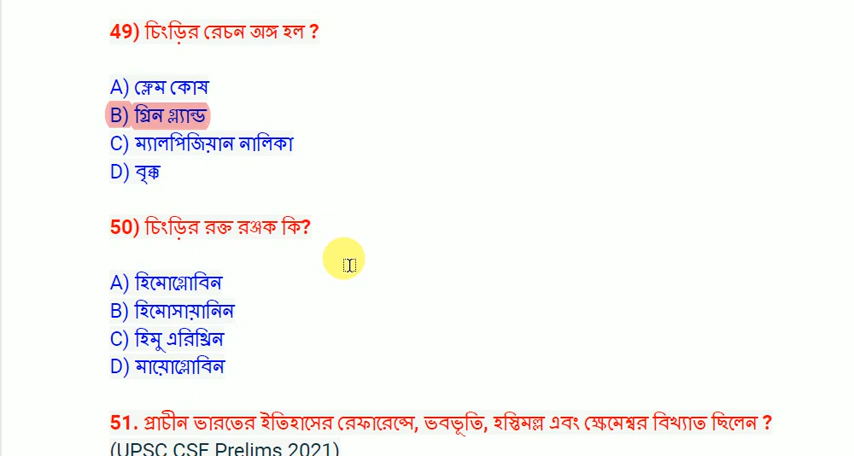 49) চিংড়ির রেচন অঙ্গ হল ?
A) ফ্লেম কোষ
B) গ্রিন গ্ল্যান্ড
C) ম্যালপিজিয়ান নালিকা
D) বৃক্ক
50) চিংড়ির রক্ত রঞ্জক কি?
A) হিমোগ্লোবিন
B) হিমোসায়ানিন
C) হিমু এরিথ্রিন
D) মায়োগ্লোবিন
51. প্রাচীন ভারতের ইতিহাসের রেফারেন্সে, ভবভূতি, হস্তিমল্ল এবং ক্ষেমেশ্বর বিখ্যাত ছিলেন ?
(UPSC CSE Prelims 2021)